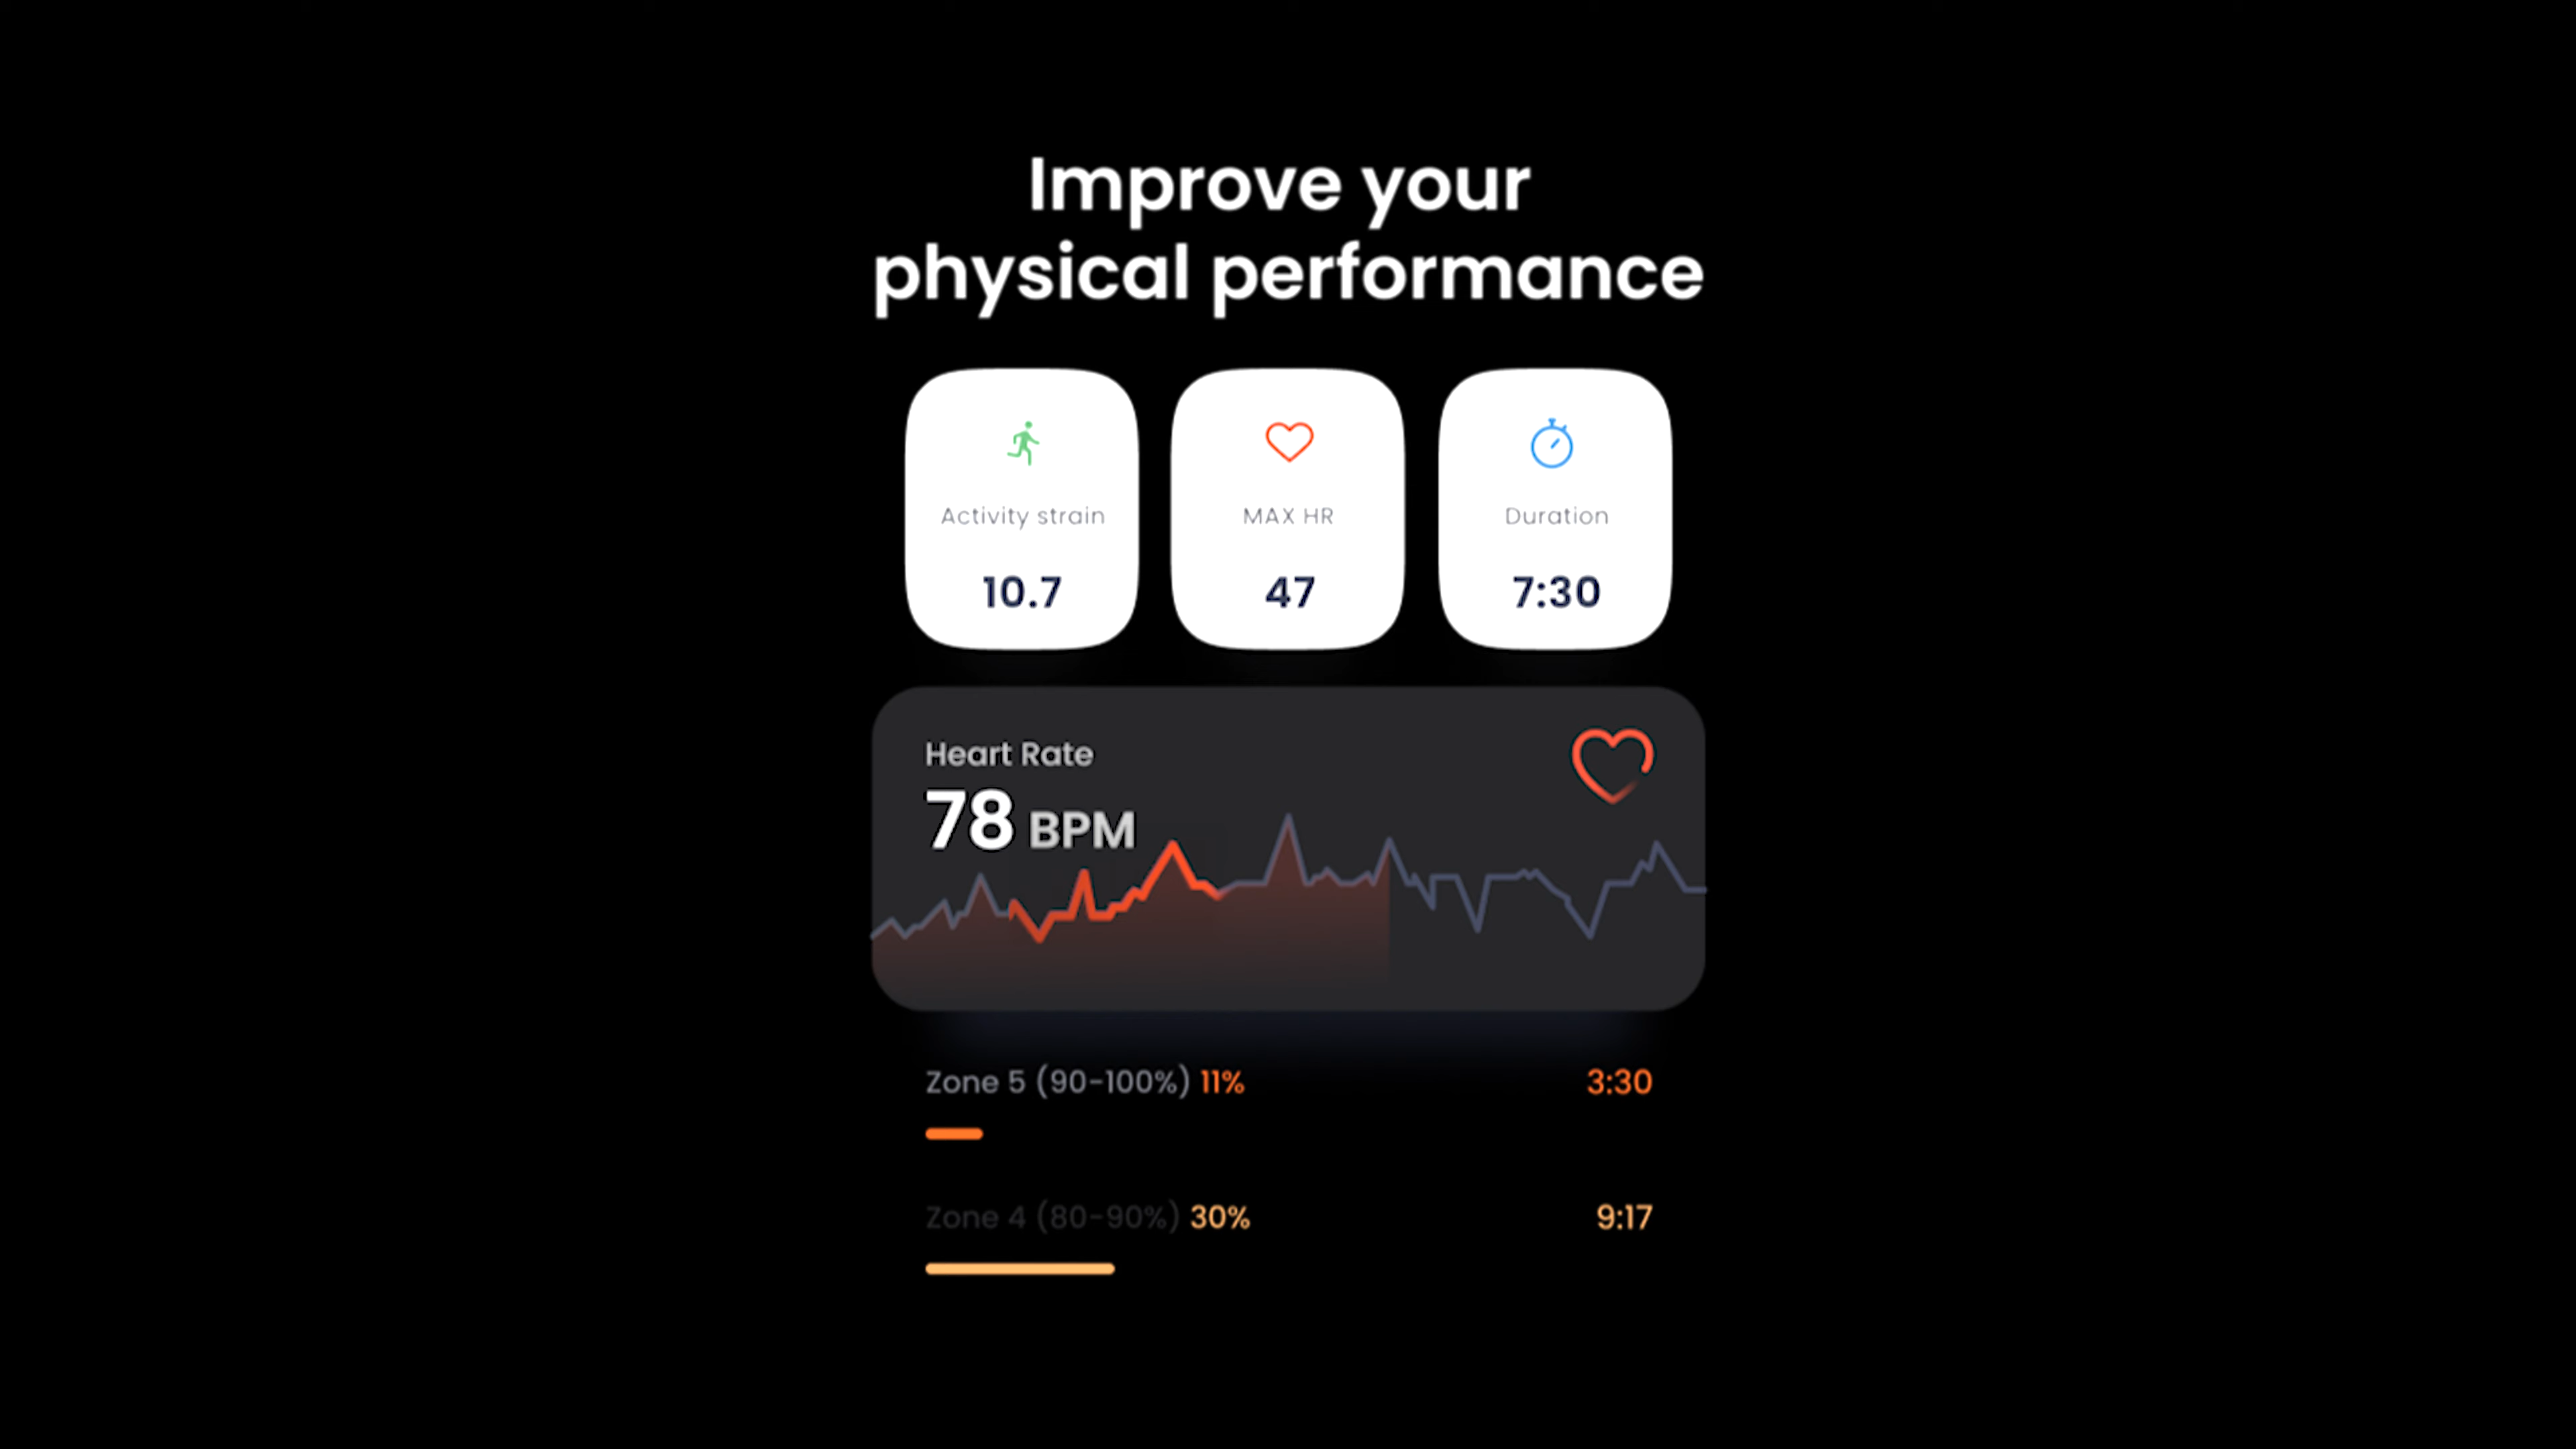 Improve your
physical performance
Activity strain
10.7
MAX HR
47
Duration
7:30
Heart Rate
78 BPM
Zone 5 (90-100%) 11% 3:30
Zone 4 (80-90%) 30% 9:17